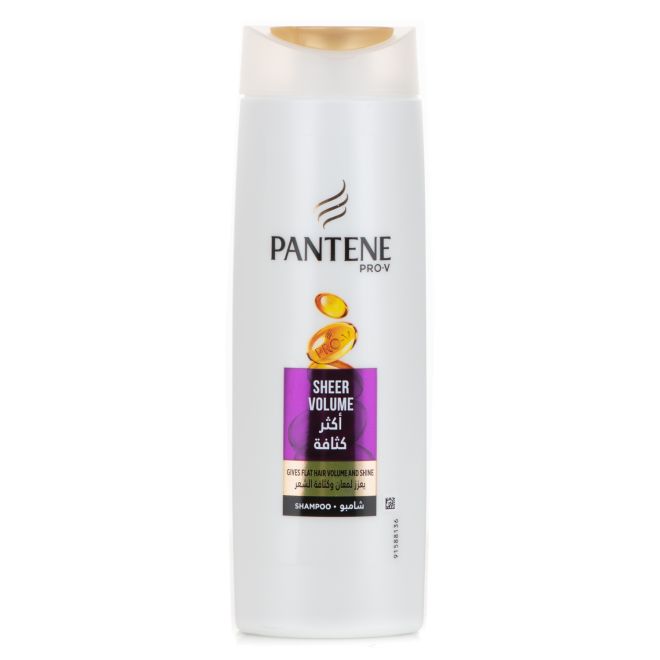 PANTENE
PRO-V
PRO-V
SHEER
VOLUME
أكثر
كثافة
GIVES FLAT HAIR VOLUME AND SHINE
يعزز لمعان وكثافة الشعر
SHAMPOO • شامبو
91588136